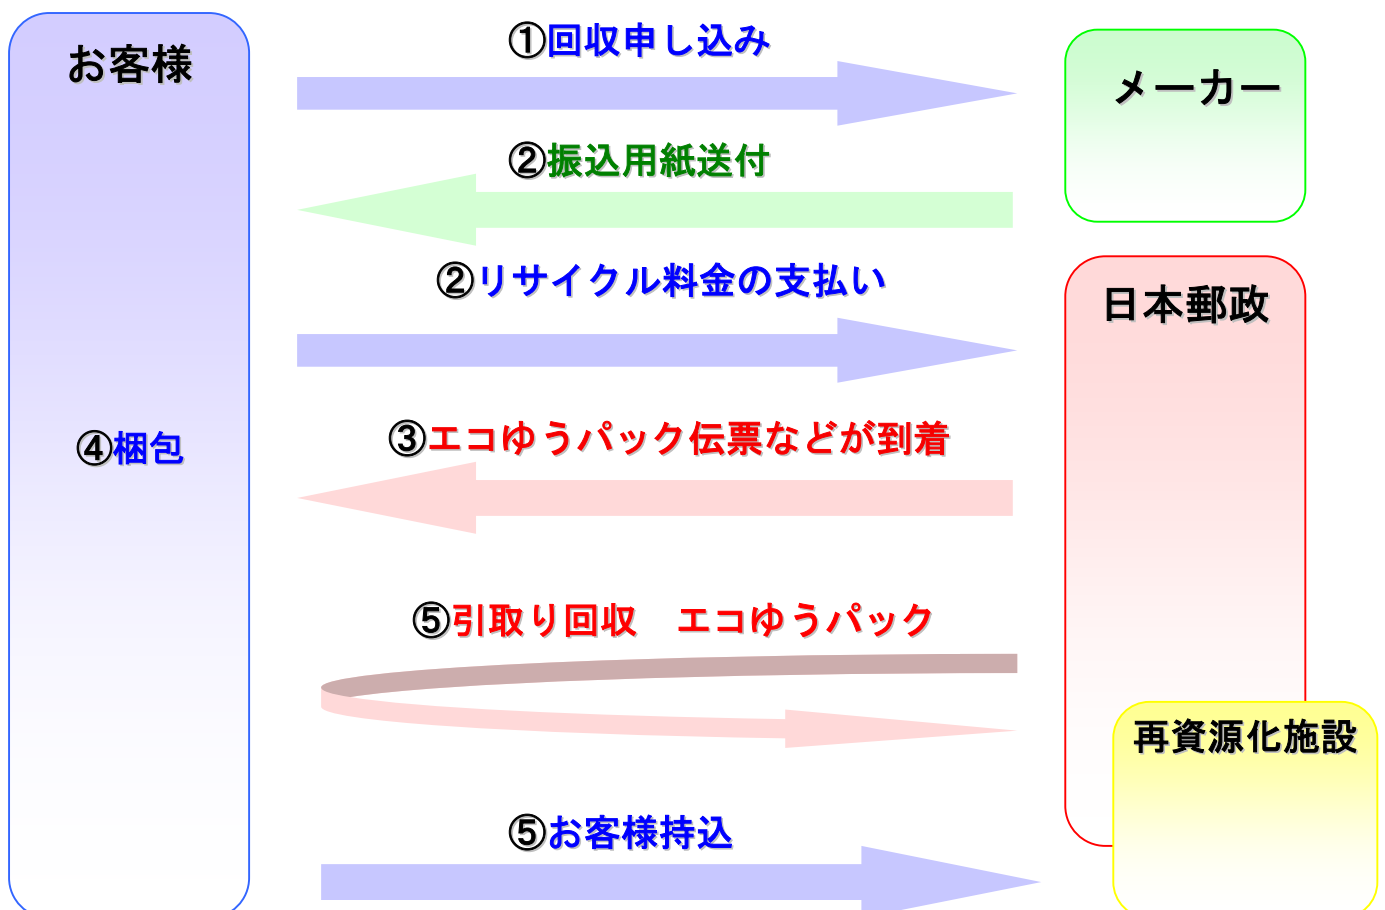 お客様
①回収申し込み
メーカー
②振込用紙送付
②リサイクル料金の支払い
日本郵政
③エコゆうパック伝票などが到着
④梱包
⑤引取り回収　エコゆうパック
再資源化施設
⑤お客様持込